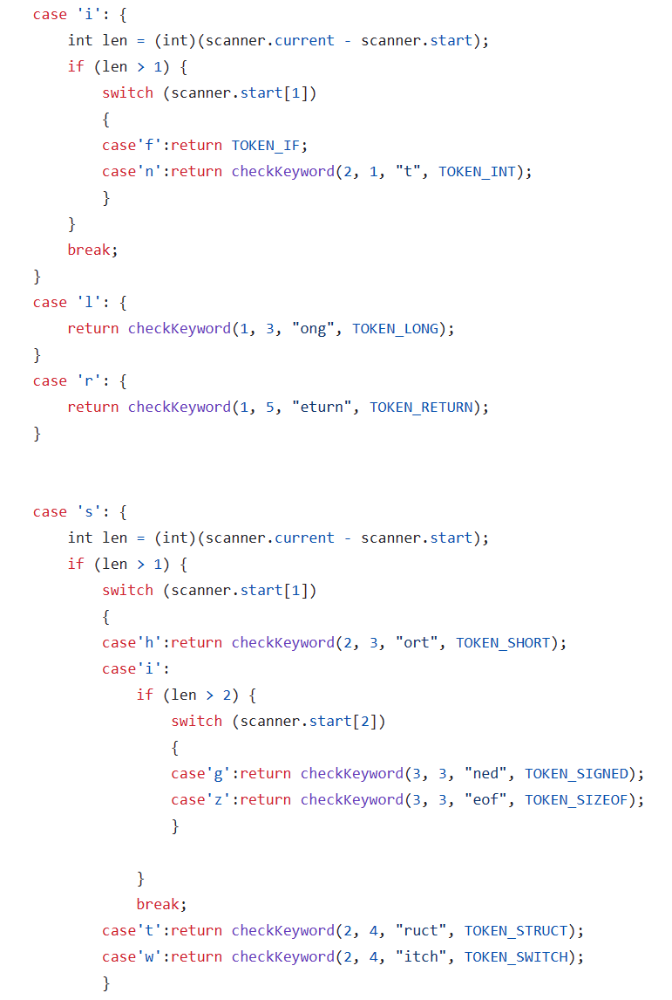 case 'i': {
    int len = (int)(scanner.current - scanner.start);
    if (len > 1) {
        switch (scanner.start[1])
        {
        case'f':return TOKEN_IF;
        case'n':return checkKeyword(2, 1, "t", TOKEN_INT);
        }
    }
    break;
}
case 'l': {
    return checkKeyword(1, 3, "ong", TOKEN_LONG);
}
case 'r': {
    return checkKeyword(1, 5, "eturn", TOKEN_RETURN);
}
case 's': {
    int len = (int)(scanner.current - scanner.start);
    if (len > 1) {
        switch (scanner.start[1])
        {
        case'h':return checkKeyword(2, 3, "ort", TOKEN_SHORT);
        case'i':
            if (len > 2) {
                switch (scanner.start[2])
                {
                case'g':return checkKeyword(3, 3, "ned", TOKEN_SIGNED);
                case'z':return checkKeyword(3, 3, "eof", TOKEN_SIZEOF);
                }
            }
            break;
        case't':return checkKeyword(2, 4, "ruct", TOKEN_STRUCT);
        case'w':return checkKeyword(2, 4, "itch", TOKEN_SWITCH);
        }